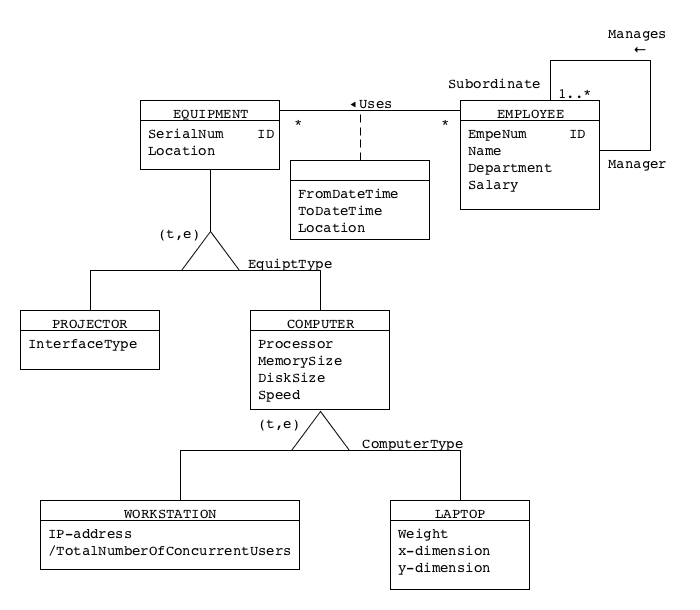 Manages
←
Subordinate
1..*
◂Uses
EQUIPMENT
EMPLOYEE
*
*
SerialNum ID
Location
EmpeNum ID
Name
Department
Salary
Manager
FromDateTime
ToDateTime
Location
(t,e)
EquiptType
PROJECTOR
InterfaceType
COMPUTER
Processor
MemorySize
DiskSize
Speed
(t,e)
ComputerType
WORKSTATION
IP-address
/TotalNumberOfConcurrentUsers
LAPTOP
Weight
x-dimension
y-dimension